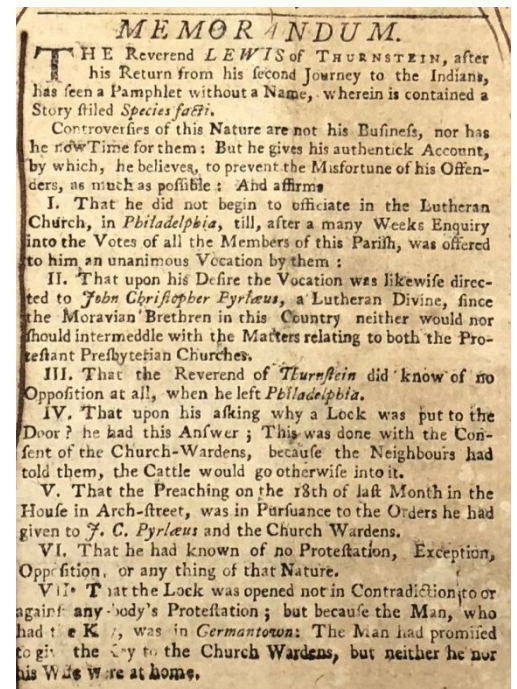 MEMORANDUM.
THE Reverend LEWIS of THURNSTEIN, after
his Return from his ſecond Journey to the Indians,
has ſeen a Pamphlet without a Name, wherein is contained a
Story ſtiled Species facti.
Controverſies of this Nature are not his Buſineſs, nor has
he now Time for them: But he gives his authentick Account,
by which, he believes, to prevent the Misfortune of his Offen-
ders, as much as poſſible: And affirms
I. That he did not begin to officiate in the Lutheran
Church, in Philadelphia, till, after a many Weeks Enquiry
into the Votes of all the Members of this Pariſh, was offered
to him an unanimous Vocation by them:
II. That upon his Deſire the Vocation was likewiſe direc-
ted to John Chriſtopher Pyrlæus, a Lutheran Divine, ſince
the Moravian Brethren in this Country neither would nor
ſhould intermeddle with the Matters relating to both the Pro-
teſtant Preſbyterian Churches.
III. That the Reverend of Thurnſtein did know of no
Oppoſition at all, when he left Philadelphia.
IV. That upon his aſking why a Lock was put to the
Door? he had this Anſwer; This was done with the Con-
ſent of the Church-Wardens, becauſe the Neighbours had
told them, the Cattle would go otherwiſe into it.
V. That the Preaching on the 18th of laſt Month in the
Houſe in Arch-ſtreet, was in Purſuance to the Orders he had
given to J. C. Pyrlæus and the Church Wardens.
VI. That he had known of no Proteſtation, Exception,
Oppoſition, or any thing of that Nature.
VII. That the Lock was opened not in Contradiction to or
againſt any-body's Proteſtation; but becauſe the Man, who
had the Key, was in Germantown: The Man had promiſed
to give the Key to the Church Wardens, but neither he nor
his Wife were at home.